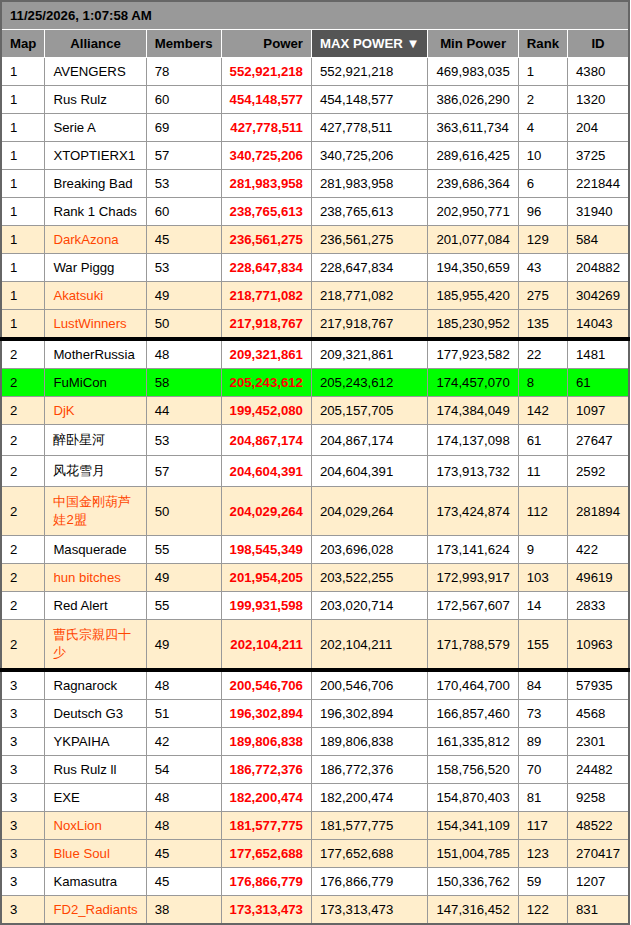 11/25/2026, 1:07:58 AM
Map Alliance Members Power MAX POWER ▼ Min Power Rank ID
1 AVENGERS 78 552,921,218 552,921,218 469,983,035 1 4380
1 Rus Rulz 60 454,148,577 454,148,577 386,026,290 2 1320
1 Serie A 69 427,778,511 427,778,511 363,611,734 4 204
1 XTOPTIERX1 57 340,725,206 340,725,206 289,616,425 10 3725
1 Breaking Bad 53 281,983,958 281,983,958 239,686,364 6 221844
1 Rank 1 Chads 60 238,765,613 238,765,613 202,950,771 96 31940
1 DarkAzona 45 236,561,275 236,561,275 201,077,084 129 584
1 War Piggg 53 228,647,834 228,647,834 194,350,659 43 204882
1 Akatsuki 49 218,771,082 218,771,082 185,955,420 275 304269
1 LustWinners 50 217,918,767 217,918,767 185,230,952 135 14043
2 MotherRussia 48 209,321,861 209,321,861 177,923,582 22 1481
2 FuMiCon 58 205,243,612 205,243,612 174,457,070 8 61
2 DjK 44 199,452,080 205,157,705 174,384,049 142 1097
2 醉卧星河 53 204,867,174 204,867,174 174,137,098 61 27647
2 风花雪月 57 204,604,391 204,604,391 173,913,732 11 2592
2 中国金刚葫芦 50 204,029,264 204,029,264 173,424,874 112 281894
娃2盟
2 Masquerade 55 198,545,349 203,696,028 173,141,624 9 422
2 hun bitches 49 201,954,205 203,522,255 172,993,917 103 49619
2 Red Alert 55 199,931,598 203,020,714 172,567,607 14 2833
2 曹氏宗親四十 49 202,104,211 202,104,211 171,788,579 155 10963
少
3 Ragnarock 48 200,546,706 200,546,706 170,464,700 84 57935
3 Deutsch G3 51 196,302,894 196,302,894 166,857,460 73 4568
3 YKPAIHA 42 189,806,838 189,806,838 161,335,812 89 2301
3 Rus Rulz ll 54 186,772,376 186,772,376 158,756,520 70 24482
3 EXE 48 182,200,474 182,200,474 154,870,403 81 9258
3 NoxLion 48 181,577,775 181,577,775 154,341,109 117 48522
3 Blue Soul 45 177,652,688 177,652,688 151,004,785 123 270417
3 Kamasutra 45 176,866,779 176,866,779 150,336,762 59 1207
3 FD2_Radiants 38 173,313,473 173,313,473 147,316,452 122 831